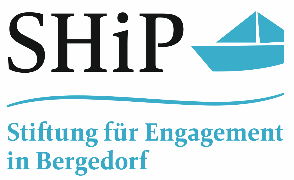 SHiP
Stiftung für Engagement
in Bergedorf